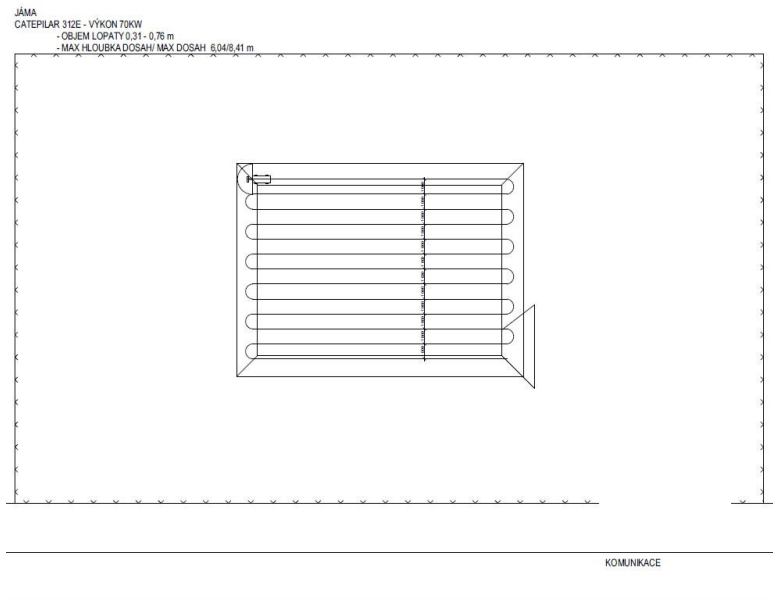 JÁMA
CATEPILAR 312E - VÝKON 70KW
- OBJEM LOPATY 0,31 - 0,76 m
- MAX HLOUBKA DOSAH/ MAX DOSAH 6,04/8,41 m
KOMUNIKACE